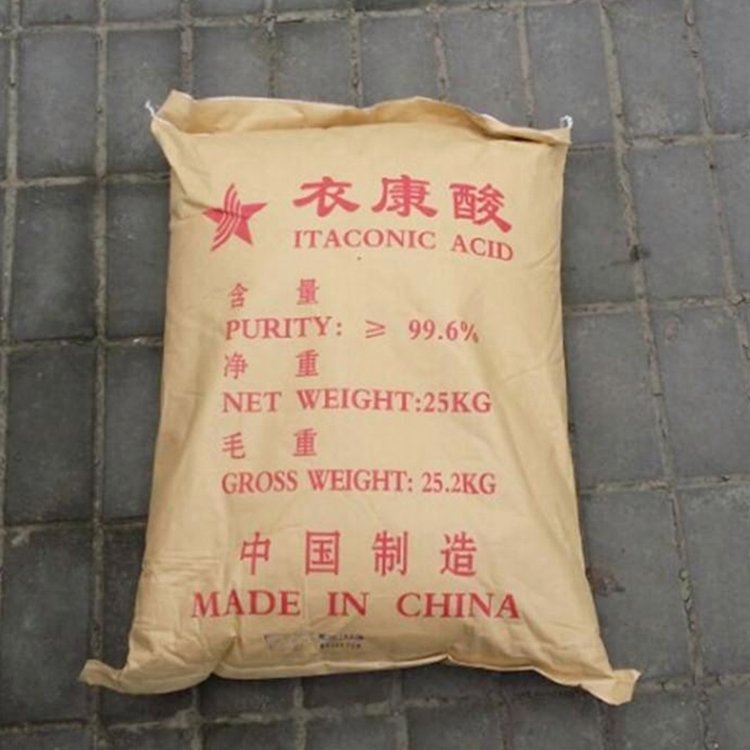 衣康酸
ITACONIC ACID
含 量
PURITY: ≥ 99.6%
净 重
NET WEIGHT:25KG
毛 重
GROSS WEIGHT: 25.2KG
中国制造
MADE IN CHINA